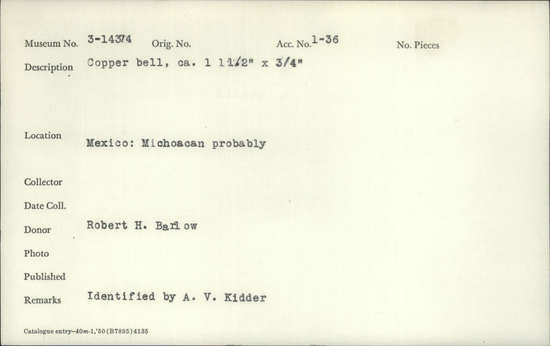 Museum No. 3-14374 Orig. No. Acc. No. 1-36 No. Pieces
Description Copper bell, ca. 1 11/2" x 3/4"
Location Mexico: Michoacan probably
Collector
Date Coll.
Donor Robert H. Barlow
Photo
Published
Remarks Identified by A. V. Kidder
Catalogue entry—40m-1,'50(B7895)4135